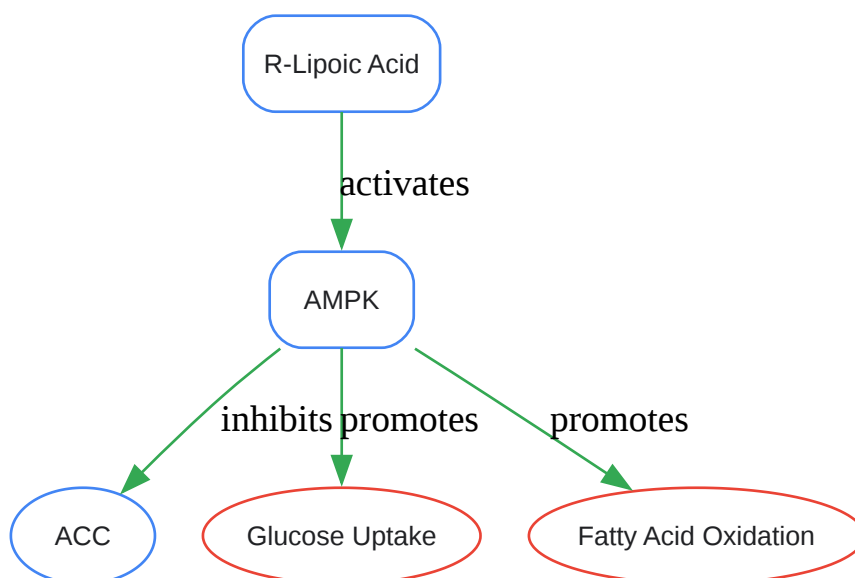 R-Lipoic Acid
activates
AMPK
inhibits promotes promotes
ACC Glucose Uptake Fatty Acid Oxidation